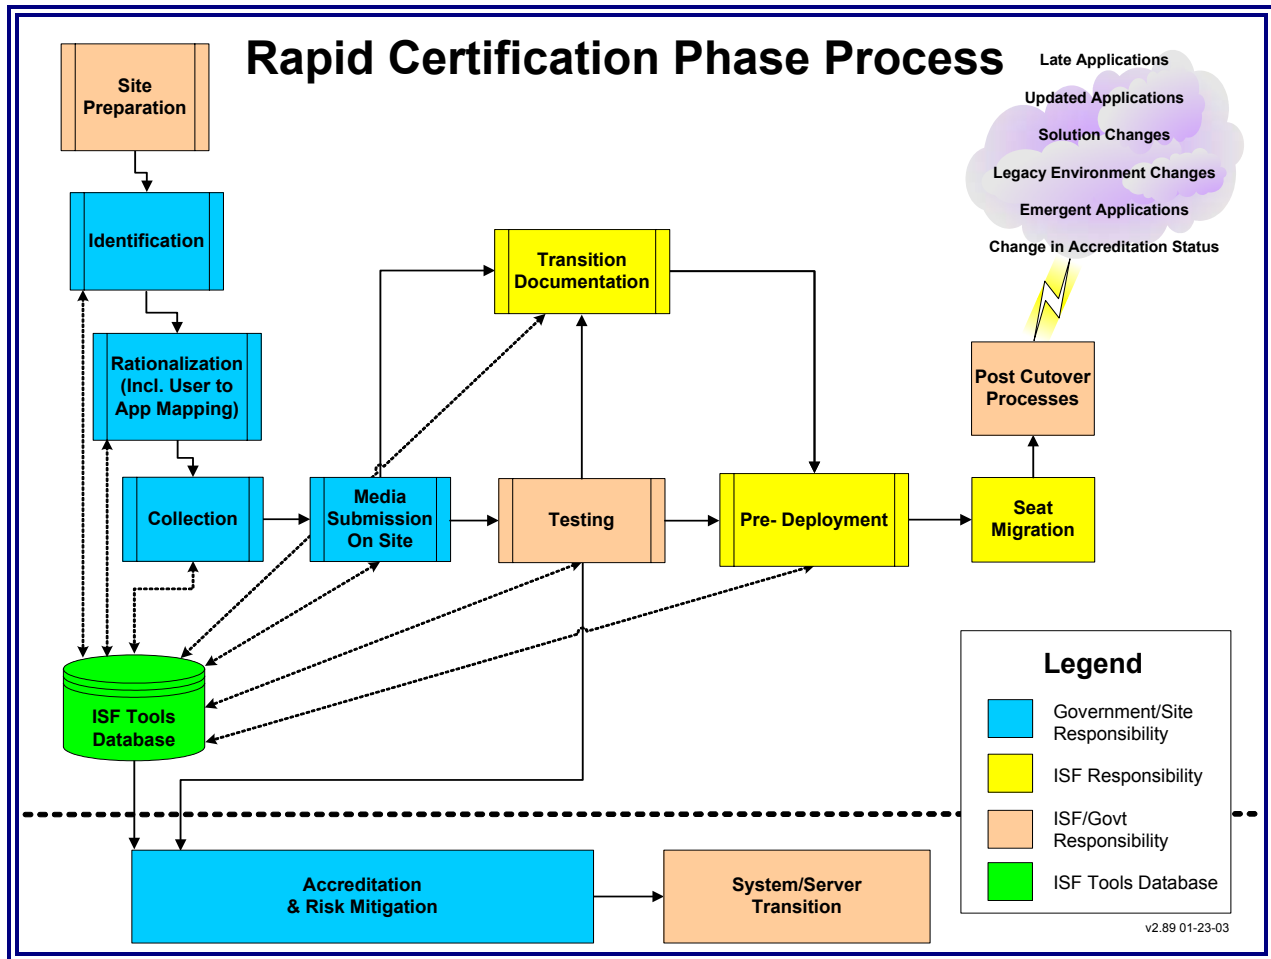 Rapid Certification Phase Process
Site
Preparation
Late Applications
Updated Applications
Solution Changes
Legacy Environment Changes
Emergent Applications
Change in Accreditation Status
Identification
Transition
Documentation
Rationalization
(Incl. User to
App Mapping)
Post Cutover
Processes
Collection
Media
Submission
On Site
Testing
Pre- Deployment
Seat
Migration
ISF Tools
Database
Legend
Government/Site
Responsibility
ISF Responsibility
ISF/Govt
Responsibility
ISF Tools Database
Accreditation
& Risk Mitigation
System/Server
Transition
v2.89 01-23-03